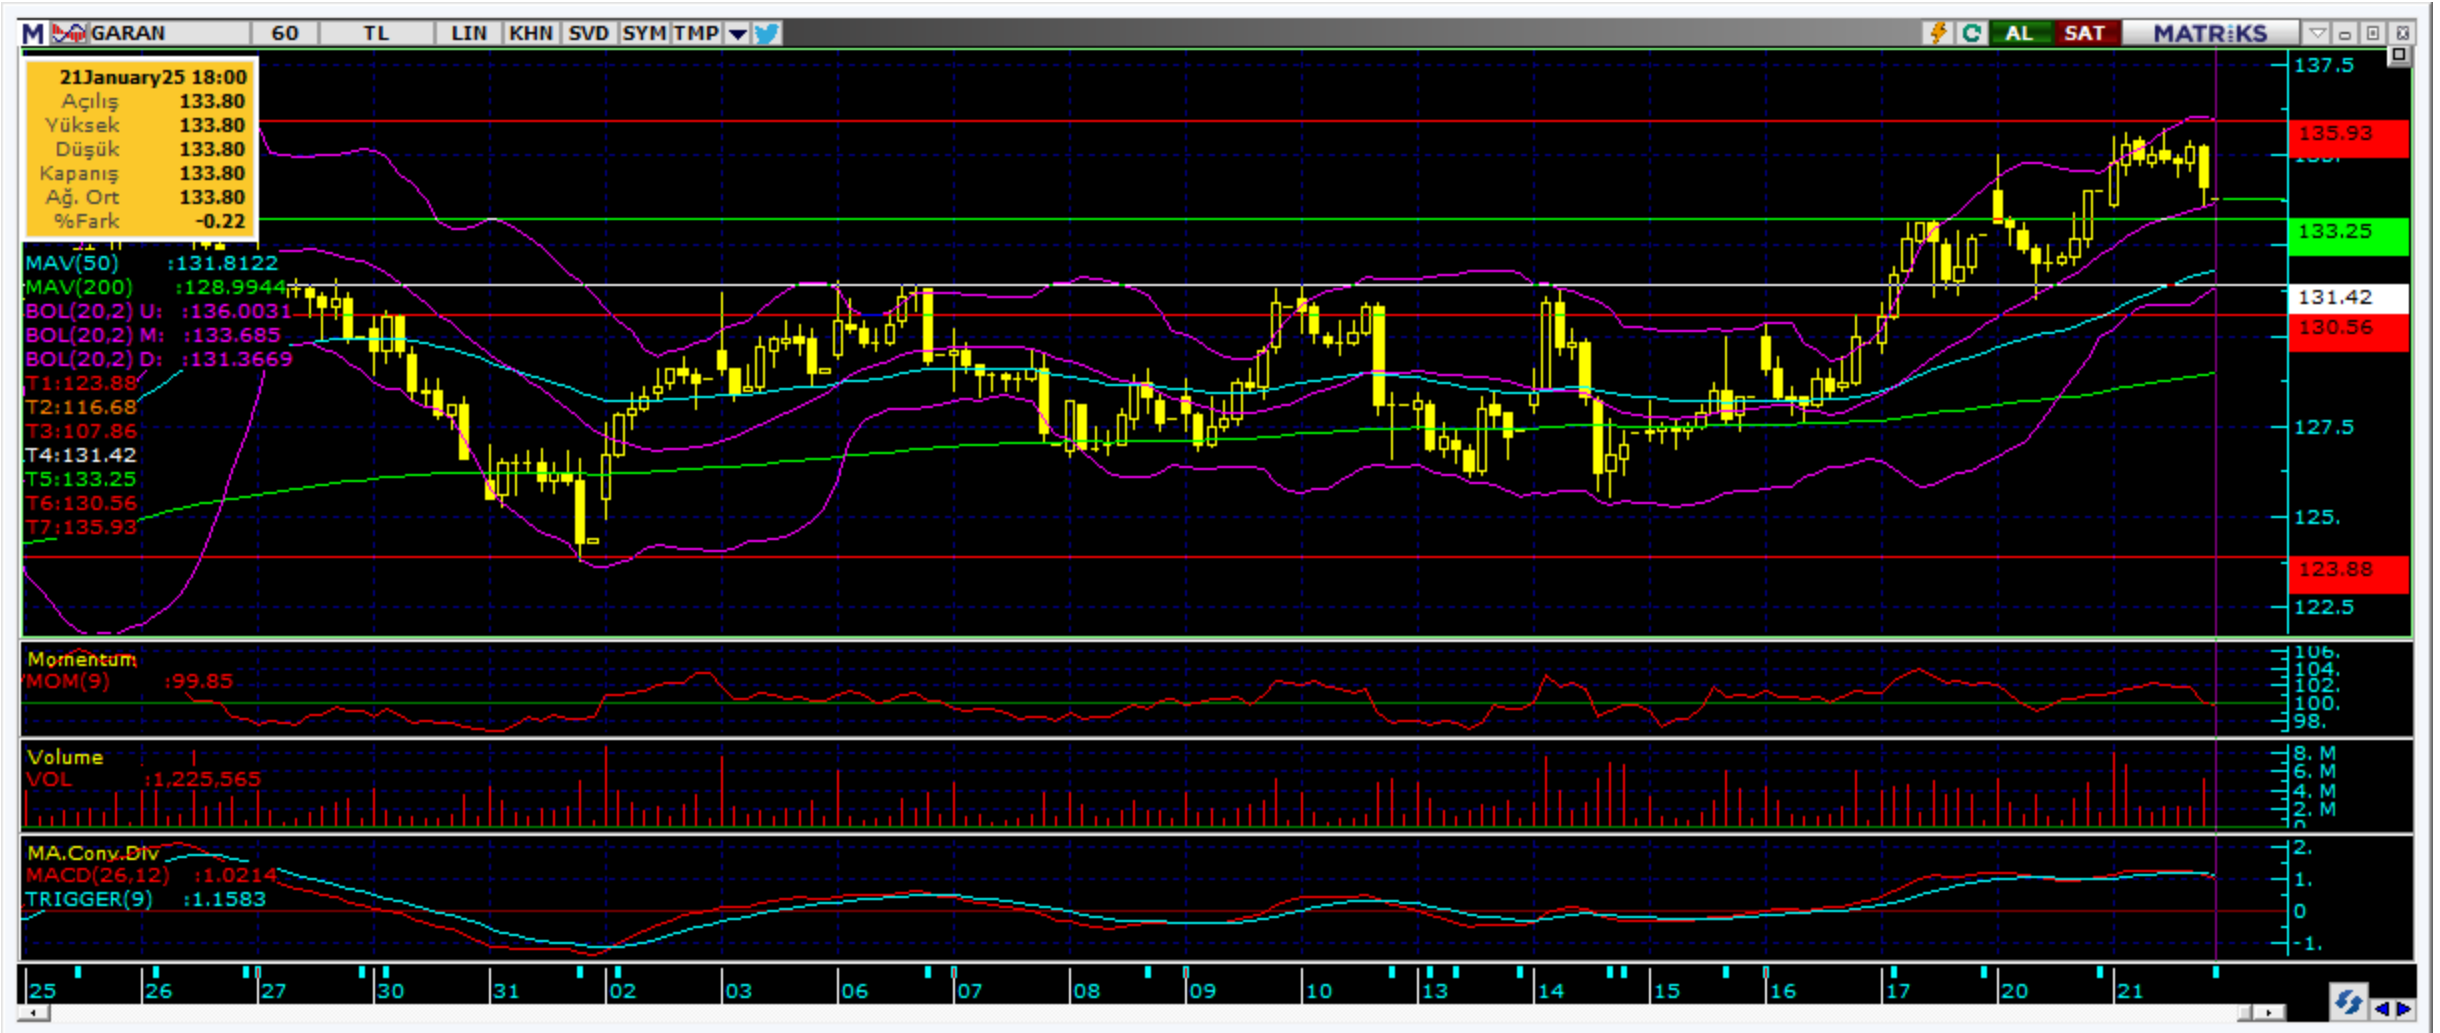 M GARAN 60 TL LIN KHN SVD SYM TMP AL SAT MATRiKS
21January25 18:00
Açılış 133.80
Yüksek 133.80
Düşük 133.80
Kapanış 133.80
Ağ. Ort 133.80
%Fark -0.22
MAV(50) :131.8122
MAV(200) :128.9944
BOL(20,2) U: :136.0031
BOL(20,2) M: :133.685
BOL(20,2) D: :131.3669
T1:123.88
T2:116.68
T3:107.86
T4:131.42
T5:133.25
T6:130.56
T7:135.93
137.5
135.93
135.
133.25
131.42
130.56
127.5
125.
123.88
122.5
Momentum
MOM(9) :99.85
106.
104.
102.
100.
98.
Volume
VOL :1,225,565
8. M
6. M
4. M
2. M
0
MA.Conv.Div
MACD(26,12) :1.0214
TRIGGER(9) :1.1583
2.
1.
0
-1.
25 26 27 30 31 02 03 06 07 08 09 10 13 14 15 16 17 20 21